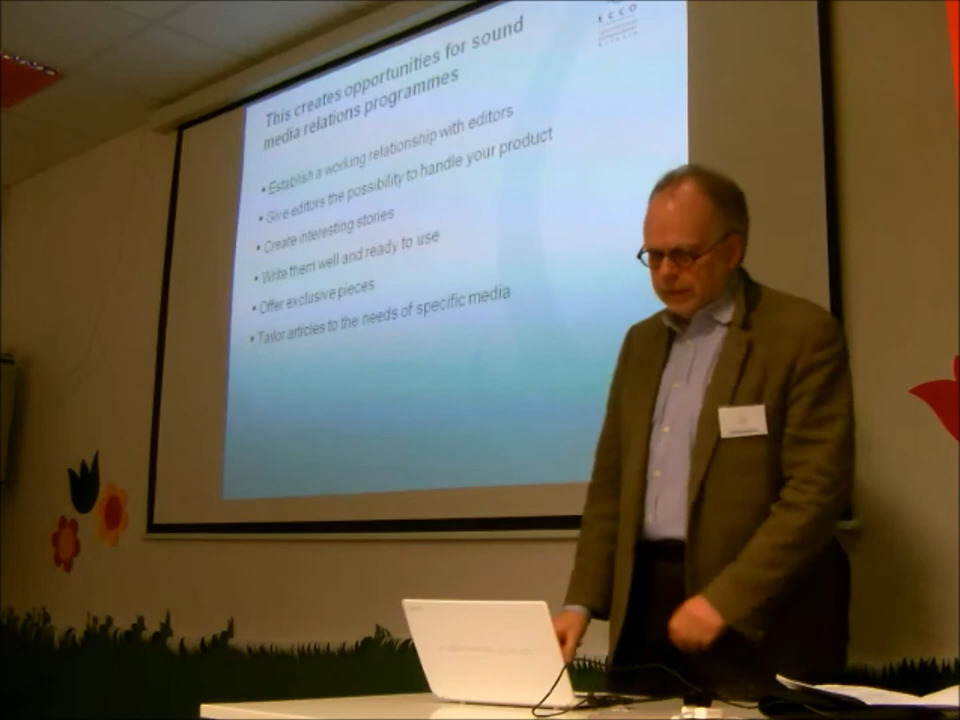 ECCO
This creates opportunities for sound
media relations programmes
• Establish a working relationship with editors
• Give editors the possibility to handle your product
• Create interesting stories
• Write them well and ready to use
• Offer exclusive pieces
• Tailor articles to the needs of specific media